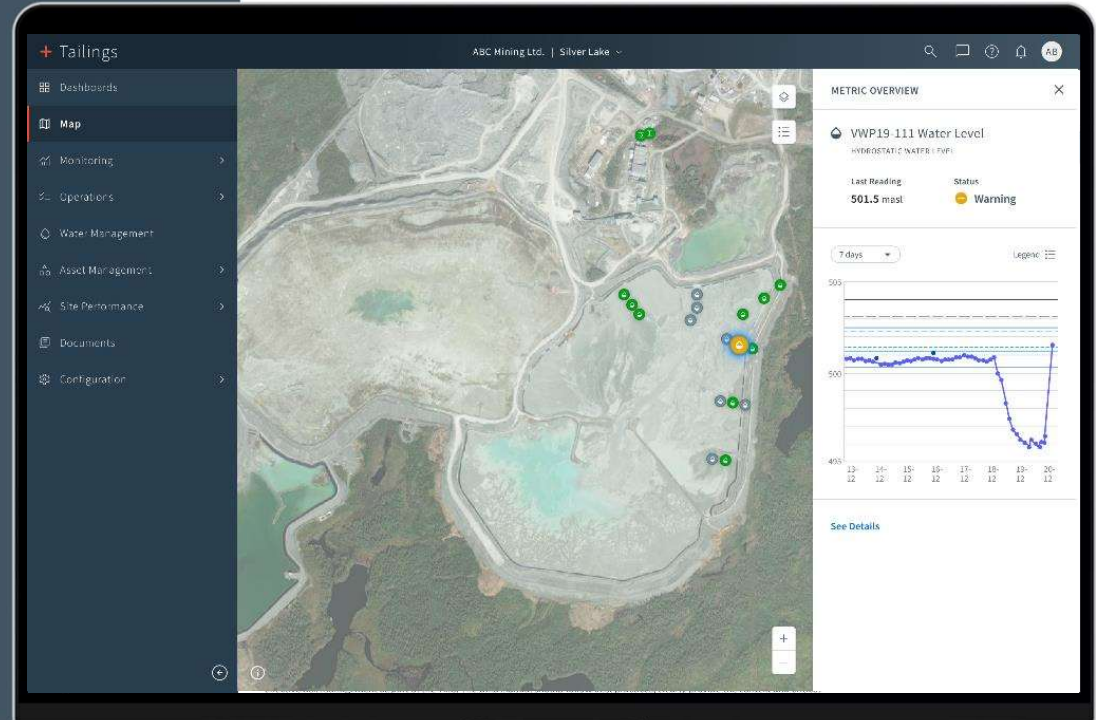 Tailings
ABC Mining Ltd. | Silver Lake
AB
Dashboards
Map
Monitoring
Operations
Water Management
Asset Management
Site Performance
Documents
Configuration
METRIC OVERVIEW
VWP19-111 Water Level
HYDROSTATIC WATER LEVEL
Last Reading Status
501.5 masl Warning
7 days Legend
505
500
495
13-12 14-12 15-12 16-12 17-12 18-12 19-12 20-12
See Details